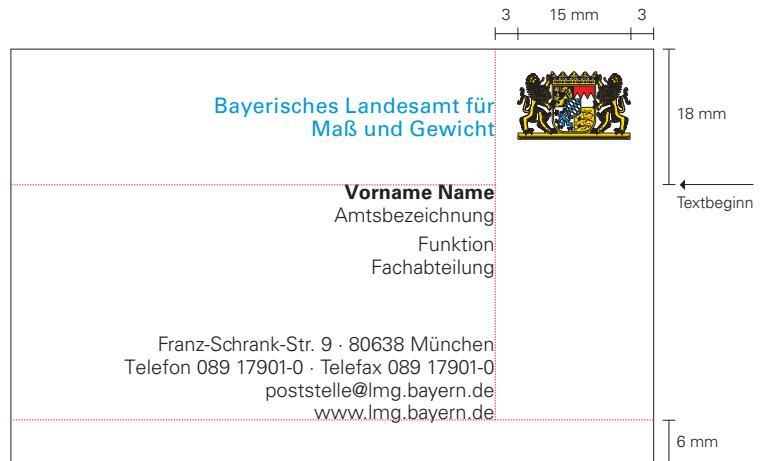 3 15 mm 3
Bayerisches Landesamt für
Maß und Gewicht
18 mm
Textbeginn
Vorname Name
Amtsbezeichnung
Funktion
Fachabteilung
Franz-Schrank-Str. 9 · 80638 München
Telefon 089 17901-0 · Telefax 089 17901-0
poststelle@lmg.bayern.de
www.lmg.bayern.de
6 mm